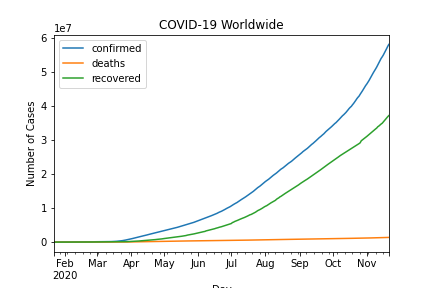 COVID-19 Worldwide
1e7
6
5
4
3
2
1
0
Number of Cases
confirmed
deaths
recovered
Feb Mar Apr May Jun Jul Aug Sep Oct Nov
2020